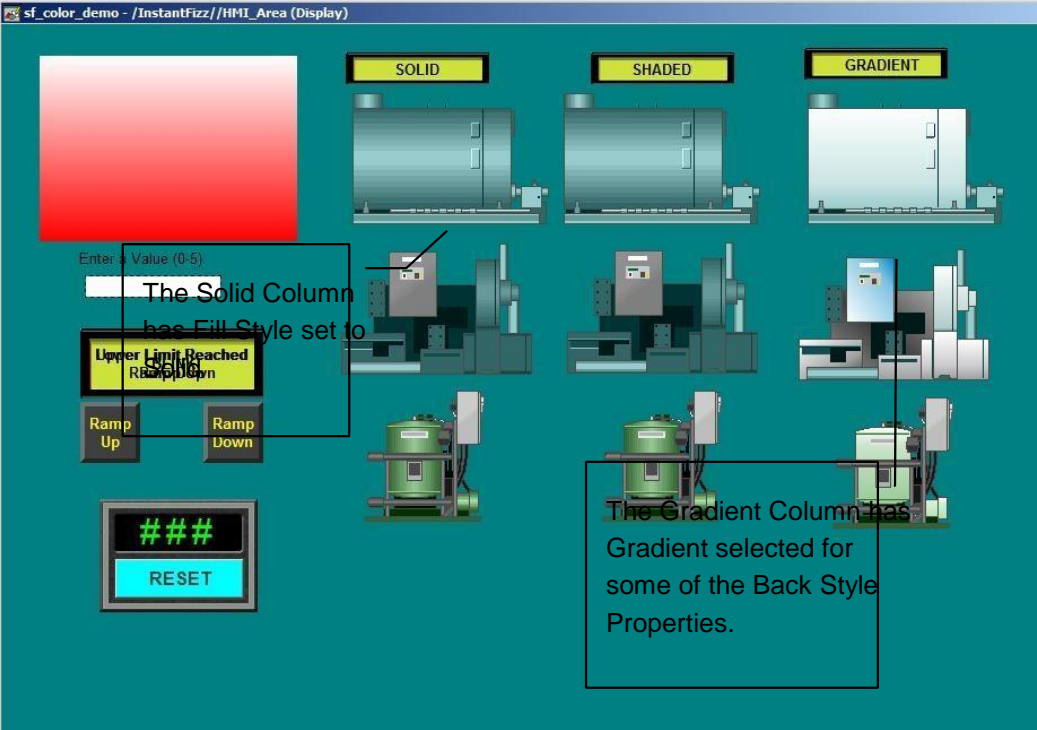 sf_color_demo - /InstantFizz//HMI_Area (Display)
SOLID
SHADED
GRADIENT
Enter a Value (0-5)
The Solid Column
has Fill Style set to
Solid
Upper Limit Reached
Ramp
Up
Ramp
Down
###
RESET
The Gradient Column has
Gradient selected for
some of the Back Style
Properties.